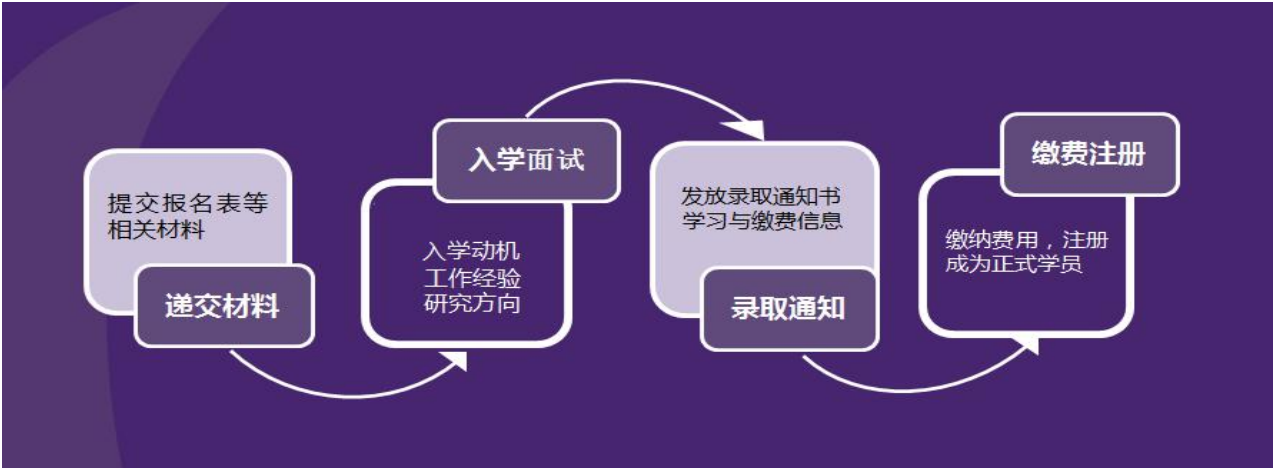 提交报名表等
相关材料
递交材料
入学面试
入学动机
工作经验
研究方向
发放录取通知书
学习与缴费信息
录取通知
缴费注册
缴纳费用，注册
成为正式学员